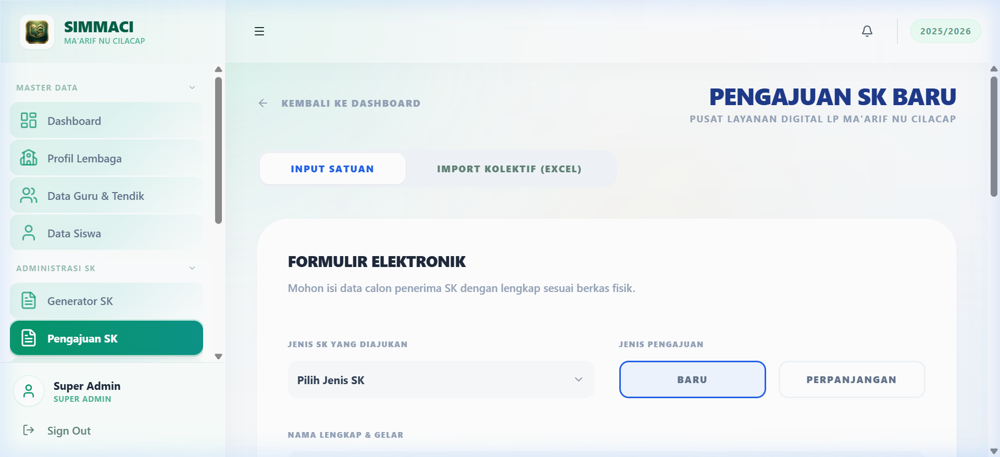 SIMMACI
MA'ARIF NU CILACAP
2025/2026
MASTER DATA
Dashboard
Profil Lembaga
Data Guru & Tendik
Data Siswa
ADMINISTRASI SK
Generator SK
Pengajuan SK
Super Admin
SUPER ADMIN
Sign Out
KEMBALI KE DASHBOARD
PENGAJUAN SK BARU
PUSAT LAYANAN DIGITAL LP MA'ARIF NU CILACAP
INPUT SATUAN
IMPORT KOLEKTIF (EXCEL)
FORMULIR ELEKTRONIK
Mohon isi data calon penerima SK dengan lengkap sesuai berkas fisik.
JENIS SK YANG DIAJUKAN
Pilih Jenis SK
JENIS PENGAJUAN
BARU
PERPANJANGAN
NAMA LENGKAP & GELAR